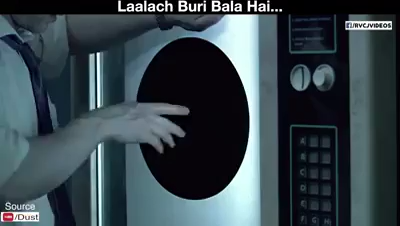 Laalach Buri Bala Hai...
f/RVCJVIDEOS
Source
/Dust
A
B
C
D
E
F G H